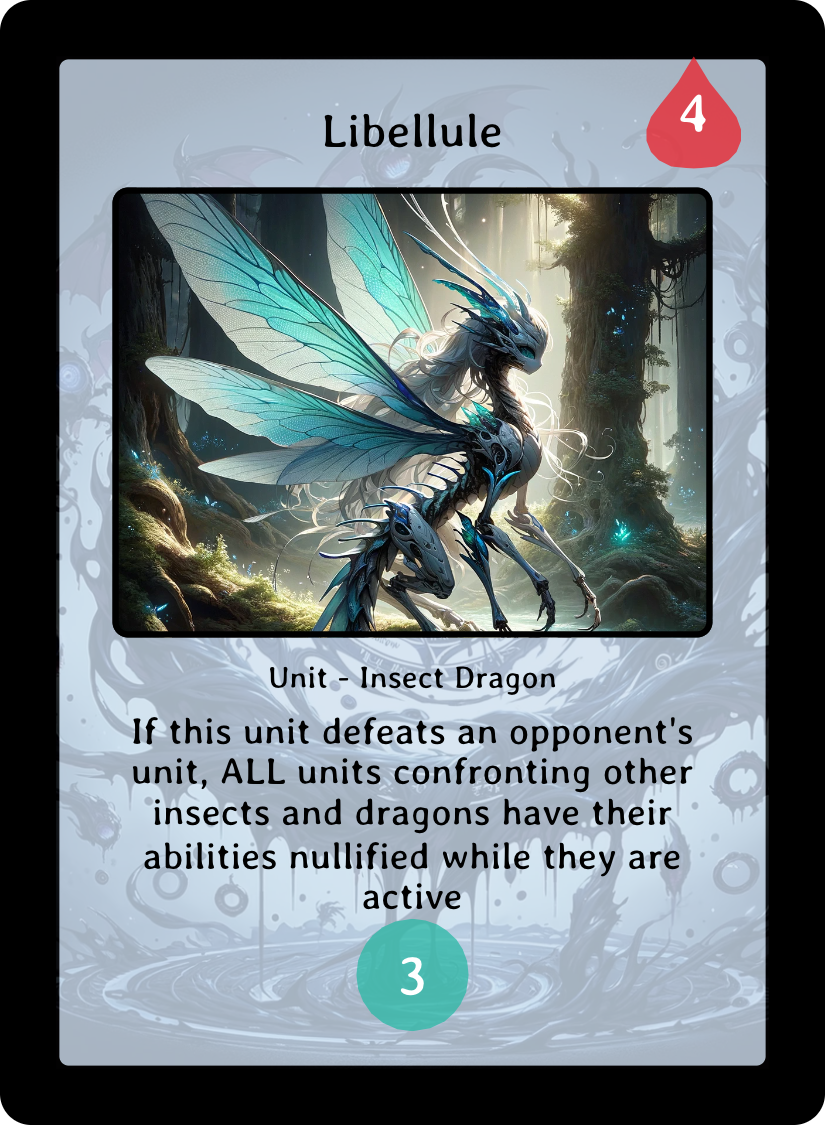 4
Libellule
Unit - Insect Dragon
If this unit defeats an opponent's
unit, ALL units confronting other
insects and dragons have their
abilities nullified while they are
active
3